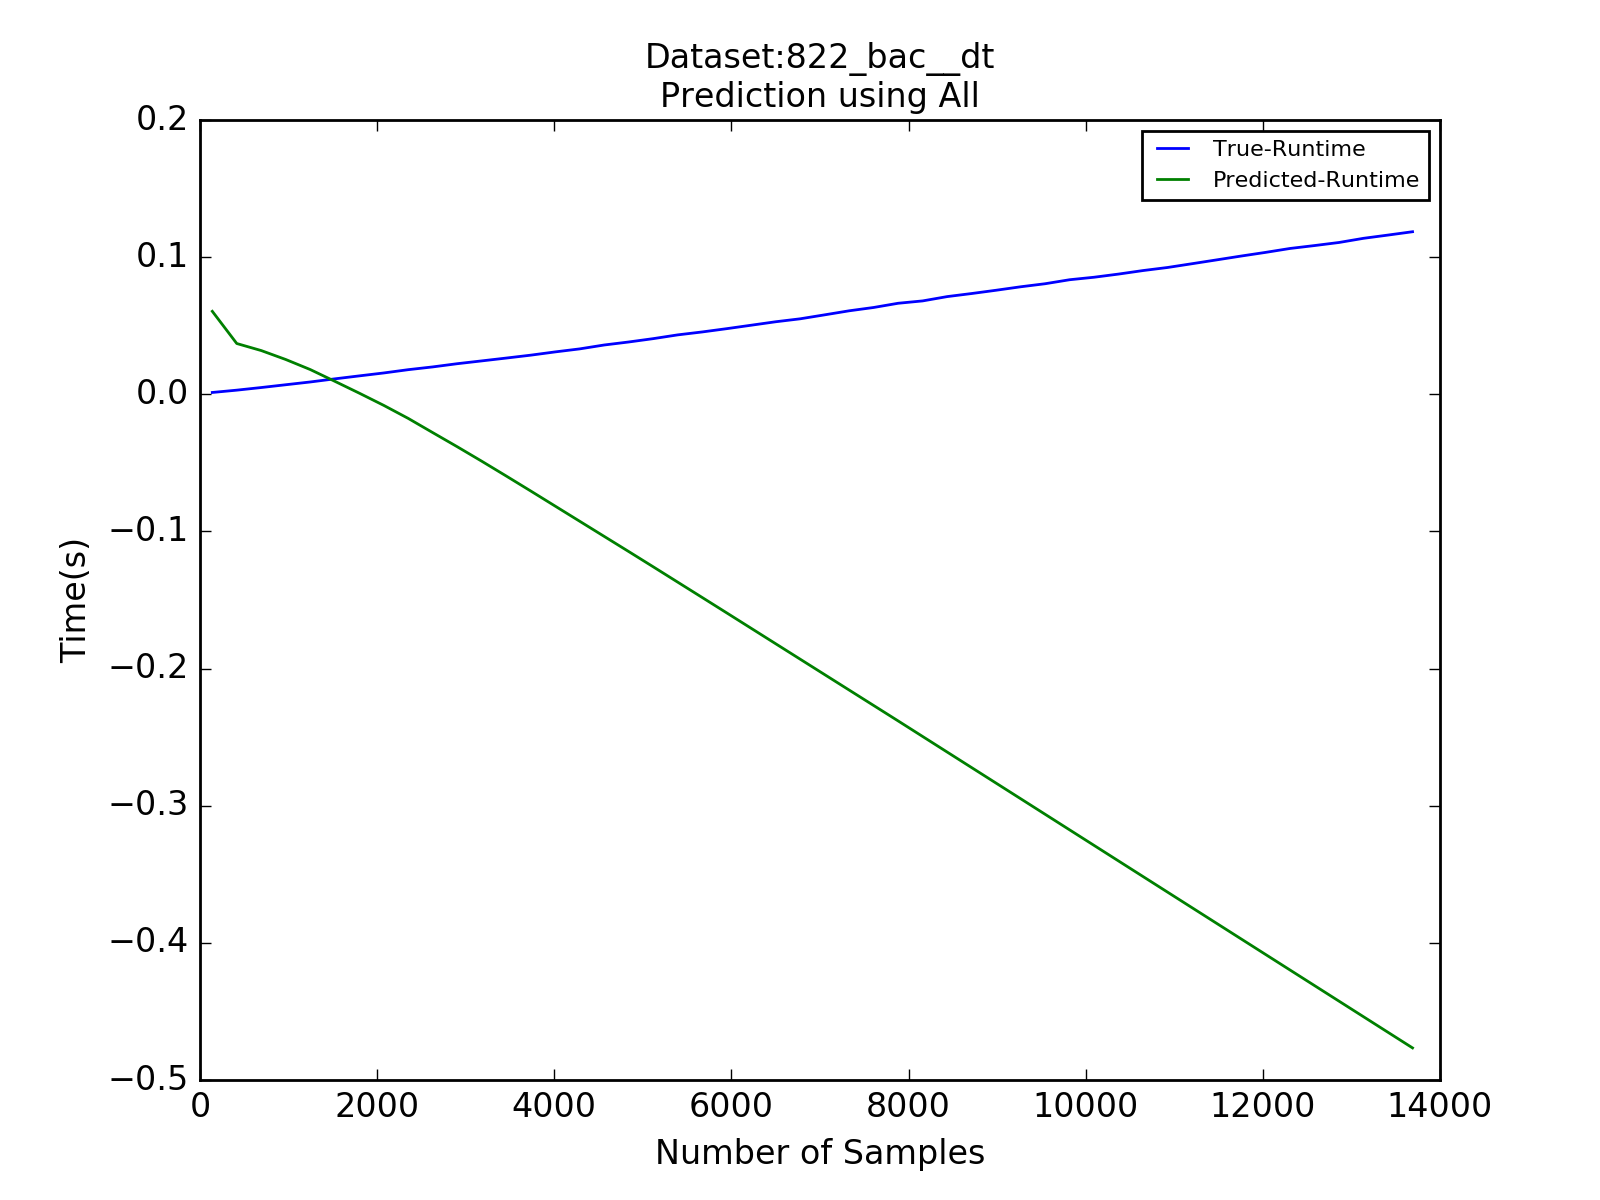 Dataset:822_bac__dt
Prediction using All
0.2
0.1
0.0
−0.1
−0.2
−0.3
−0.4
−0.5
Time(s)
True-Runtime
Predicted-Runtime
0 2000 4000 6000 8000 10000 12000 14000
Number of Samples